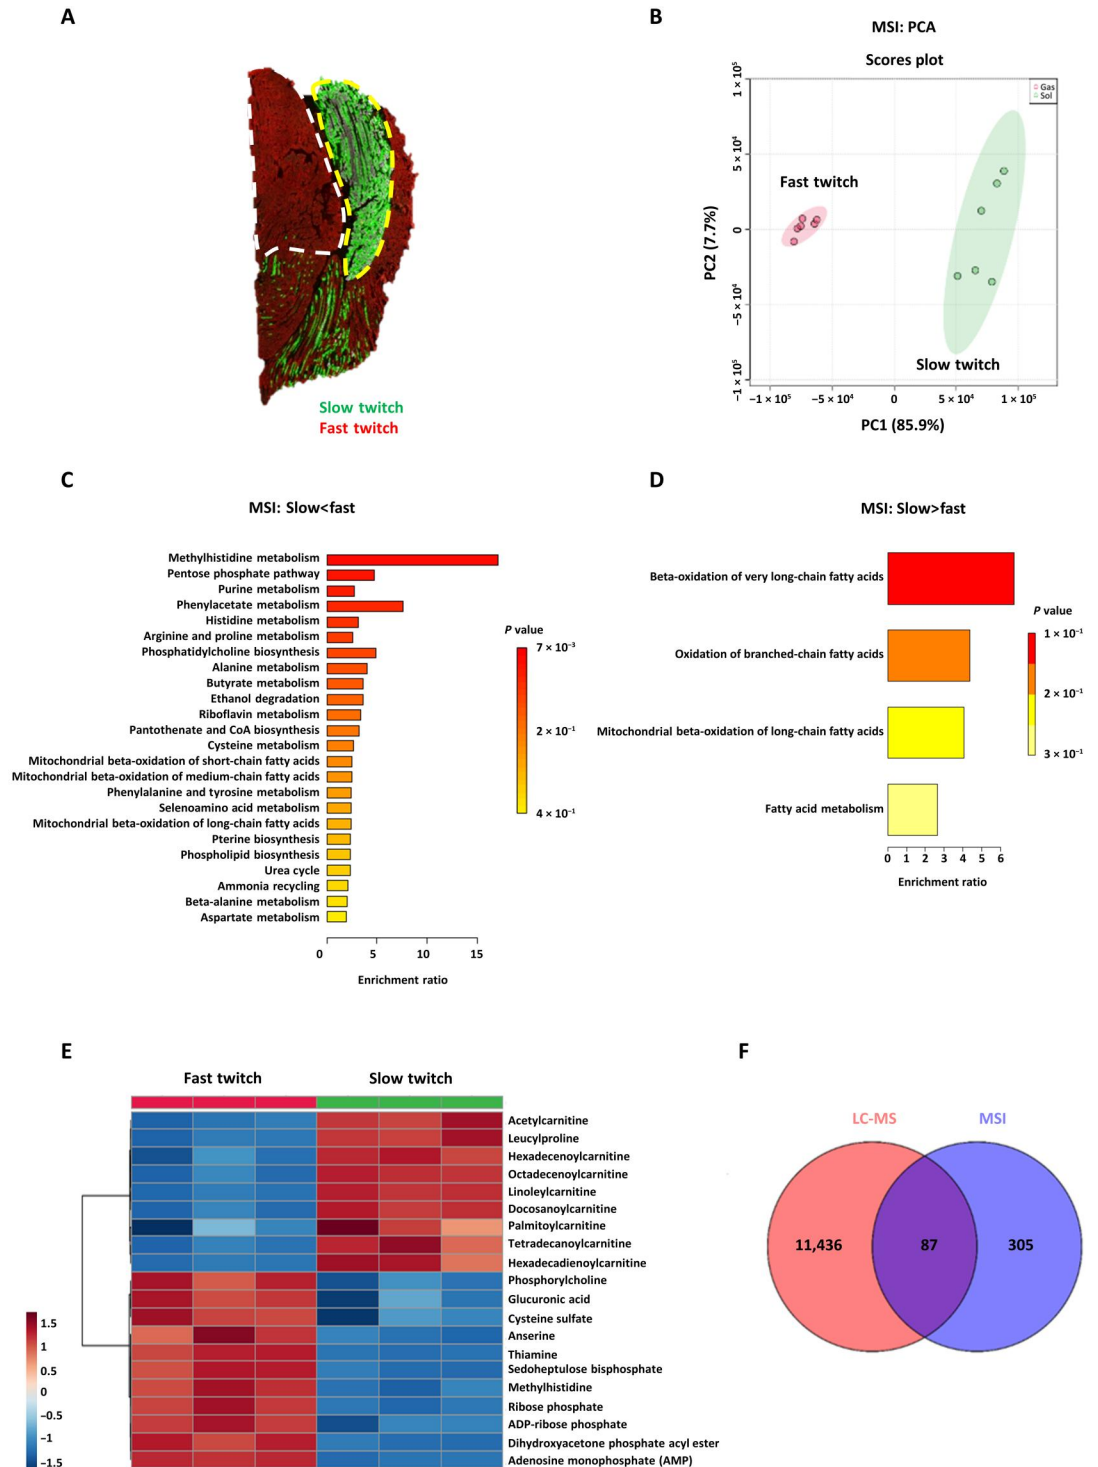 A
Slow twitch
Fast twitch
B
MSI: PCA
Scores plot
Gas
Sol
Fast twitch
Slow twitch
PC2 (7.7%)
1 × 10⁵
5 × 10⁴
0
−5 × 10⁴
−1 × 10⁵
−1 × 10⁵ −5 × 10⁴ 0 5 × 10⁴ 1 × 10⁵
PC1 (85.9%)
C
MSI: Slow<fast
Methylhistidine metabolism
Pentose phosphate pathway
Purine metabolism
Phenylacetate metabolism
Histidine metabolism
Arginine and proline metabolism
Phosphatidylcholine biosynthesis
Alanine metabolism
Butyrate metabolism
Ethanol degradation
Riboflavin metabolism
Pantothenate and CoA biosynthesis
Cysteine metabolism
Mitochondrial beta-oxidation of short-chain fatty acids
Mitochondrial beta-oxidation of medium-chain fatty acids
Phenylalanine and tyrosine metabolism
Selenoamino acid metabolism
Mitochondrial beta-oxidation of long-chain fatty acids
Pterine biosynthesis
Phospholipid biosynthesis
Urea cycle
Ammonia recycling
Beta-alanine metabolism
Aspartate metabolism
0 5 10 15
Enrichment ratio
P value
7 × 10⁻³
2 × 10⁻¹
4 × 10⁻¹
D
MSI: Slow>fast
Beta-oxidation of very long-chain fatty acids
Oxidation of branched-chain fatty acids
Mitochondrial beta-oxidation of long-chain fatty acids
Fatty acid metabolism
0 1 2 3 4 5 6
Enrichment ratio
P value
1 × 10⁻¹
2 × 10⁻¹
3 × 10⁻¹
E
Fast twitch Slow twitch
Acetylcarnitine
Leucylproline
Hexadecenoylcarnitine
Octadecenoylcarnitine
Linoleylcarnitine
Docosanoylcarnitine
Palmitoylcarnitine
Tetradecanoylcarnitine
Hexadecadienoylcarnitine
Phosphorylcholine
Glucuronic acid
Cysteine sulfate
Anserine
Thiamine
Sedoheptulose bisphosphate
Methylhistidine
Ribose phosphate
ADP-ribose phosphate
Dihydroxyacetone phosphate acyl ester
Adenosine monophosphate (AMP)
1.5
1
0.5
0
−0.5
−1
−1.5
F
LC-MS MSI
11,436 87 305